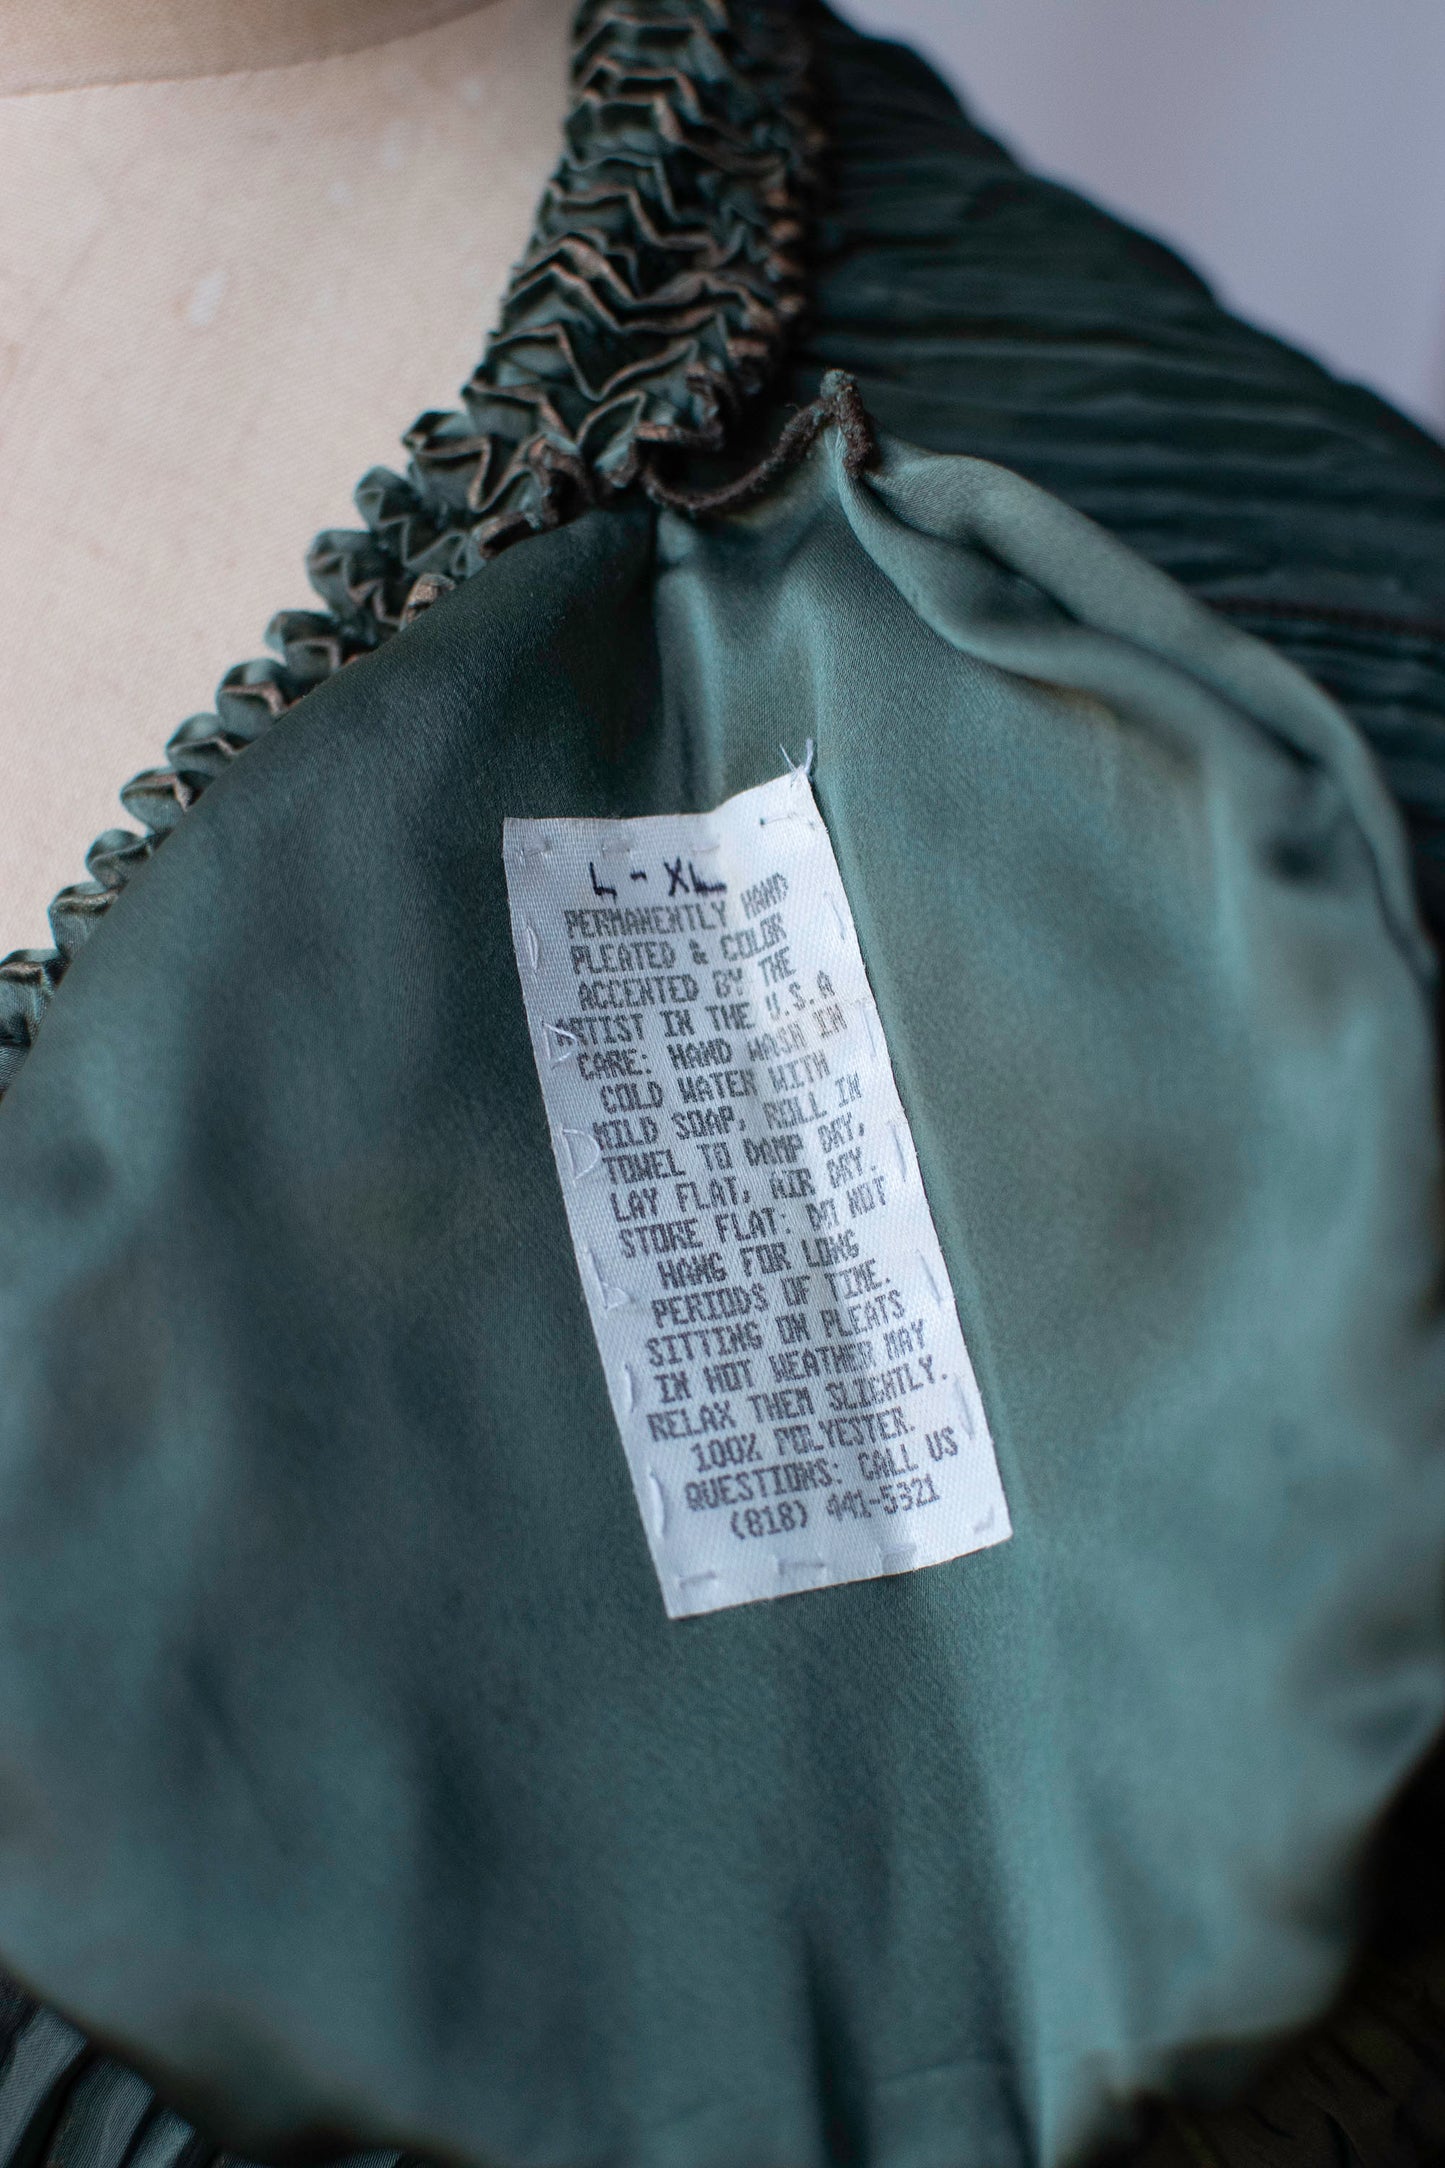 L - XL
PERMANENTLY HAND
PLEATED & COLOR
ACCENTED BY THE
ARTIST IN THE U.S.A
CARE: HAND WASH IN
COLD WATER WITH
MILD SOAP, ROLL IN
TOWEL TO DAMP DRY,
LAY FLAT, AIR DRY.
STORE FLAT: DO NOT
HANG FOR LONG
PERIODS OF TIME.
SITTING ON PLEATS
IN HOT WEATHER MAY
RELAX THEM SLIGHTLY.
100% POLYESTER.
QUESTIONS: CALL US
(818) 441-5321